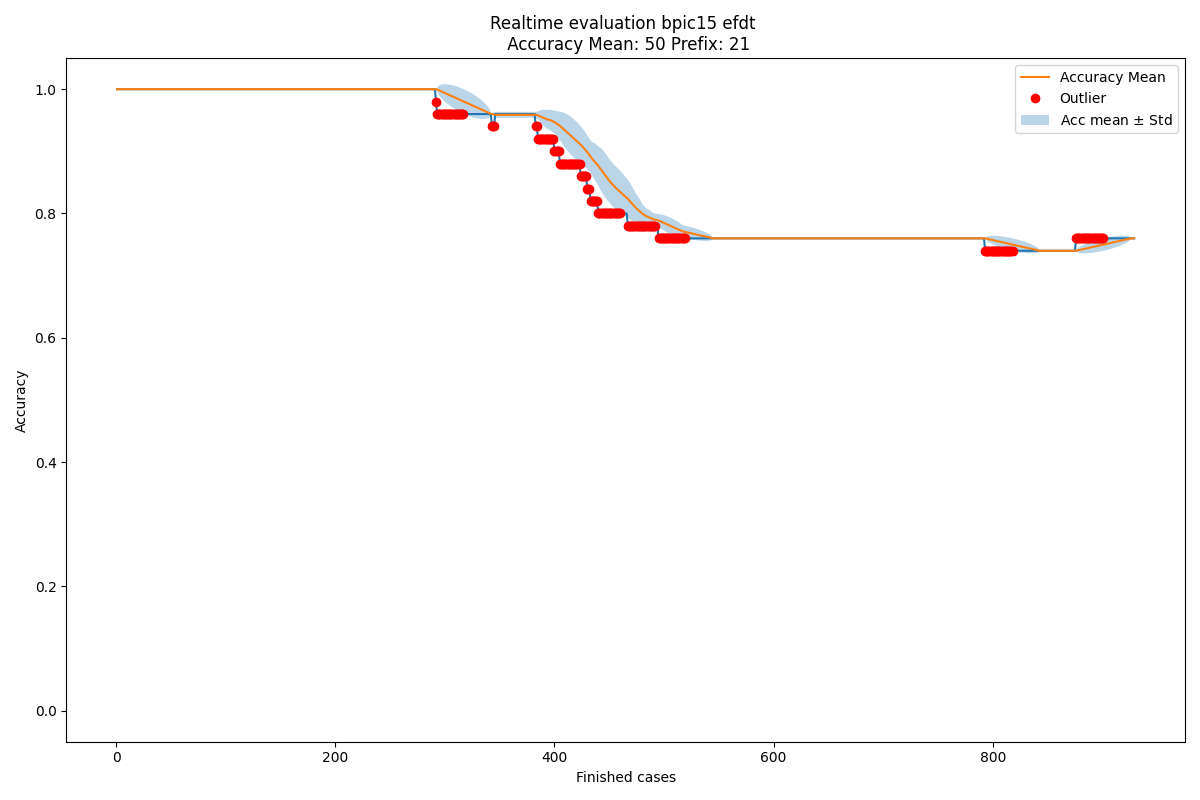 Realtime evaluation bpic15 efdt
Accuracy Mean: 50 Prefix: 21
Accuracy Mean
Outlier
Acc mean ± Std
1.0
0.8
0.6
0.4
0.2
0.0
Accuracy
0 200 400 600 800
Finished cases